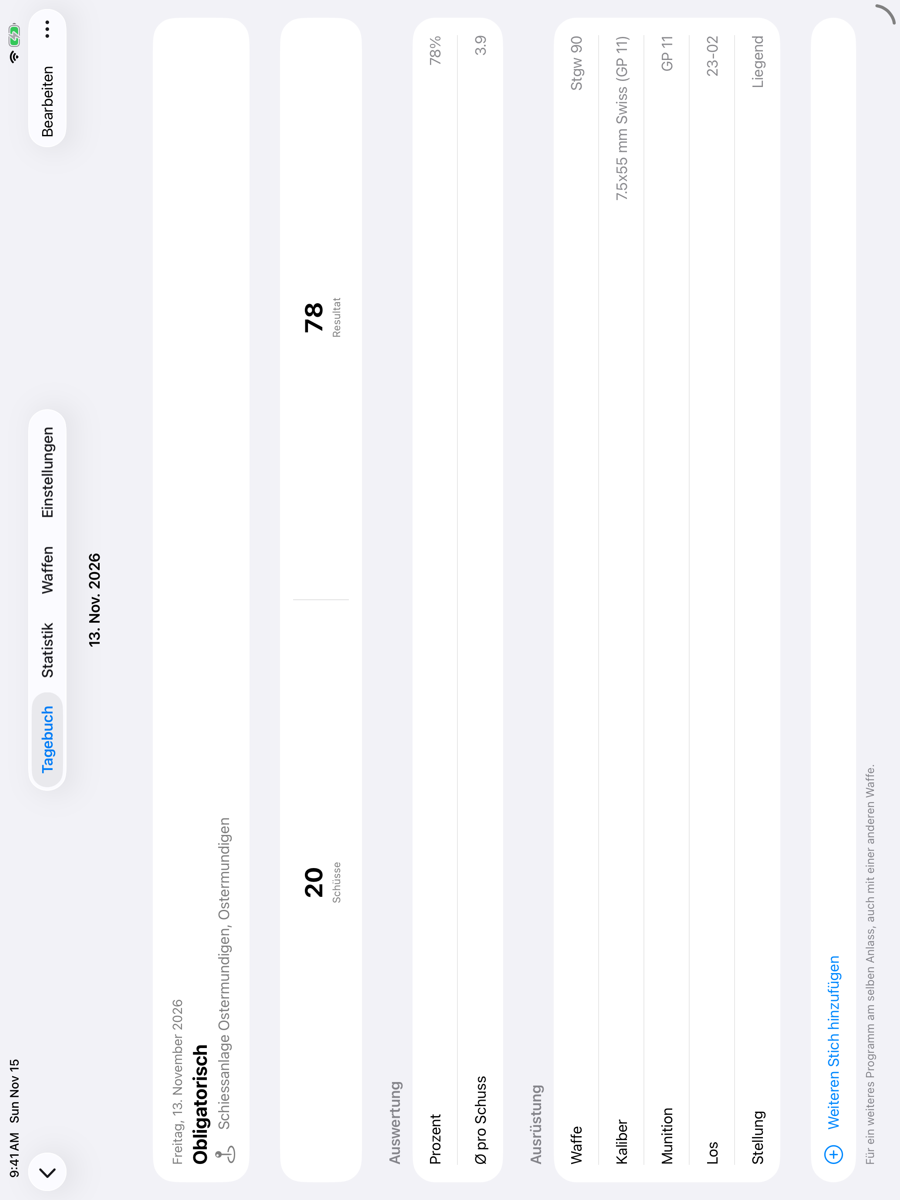 9:41 AM Sun Nov 15
Tagebuch Statistik Waffen Einstellungen
Bearbeiten
13. Nov. 2026
Freitag, 13. November 2026
Obligatorisch
Schiessanlage Ostermundigen, Ostermundigen
20
Schüsse
78
Resultat
Auswertung
Prozent 78%
Ø pro Schuss 3.9
Ausrüstung
Waffe Stgw 90
Kaliber 7.5x55 mm Swiss (GP 11)
Munition GP 11
Los 23-02
Stellung Liegend
Weiteren Stich hinzufügen
Für ein weiteres Programm am selben Anlass, auch mit einer anderen Waffe.